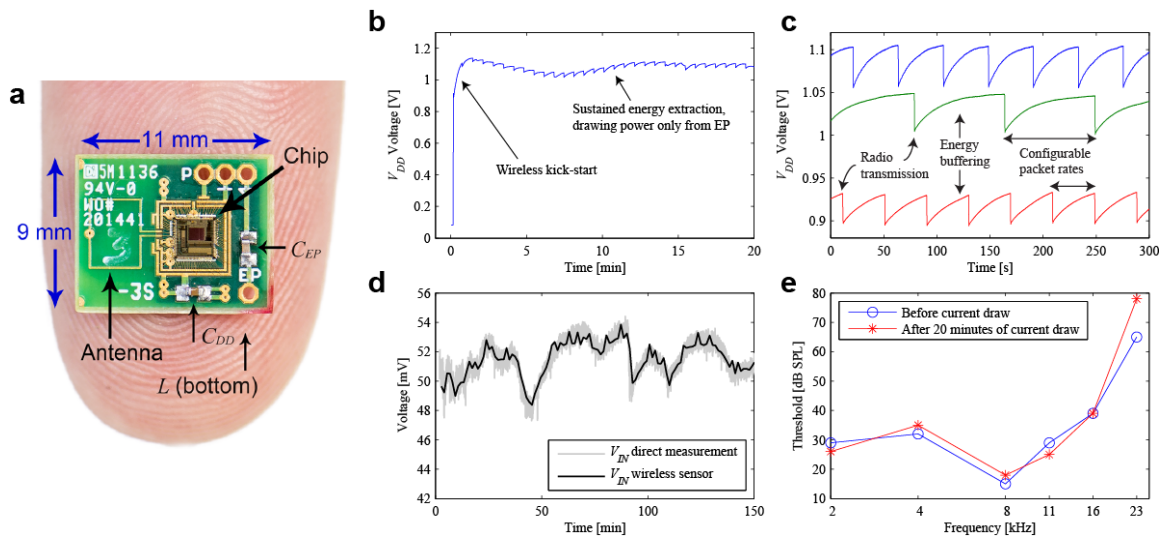 a
11 mm
Chip
9 mm
5M1136
94V-0
WO#
201441
P
T
C_EP
EP
-3S
C_DD
Antenna
L (bottom)
b
V_DD Voltage [V]
1.2
1
0.8
0.6
0.4
0.2
0
Sustained energy extraction,
drawing power only from EP
Wireless kick-start
0 5 10 15 20
Time [min]
c
V_DD Voltage [V]
1.1
1.05
1
0.95
0.9
Radio
transmission
Energy
buffering
Configurable
packet rates
0 50 100 150 200 250 300
Time [s]
d
Voltage [mV]
56
54
52
50
48
46
44
42
V_IN direct measurement
V_IN wireless sensor
0 50 100 150
Time [min]
e
Threshold [dB SPL]
80
70
60
50
40
30
20
10
Before current draw
After 20 minutes of current draw
2 4 8 11 16 23
Frequency [kHz]